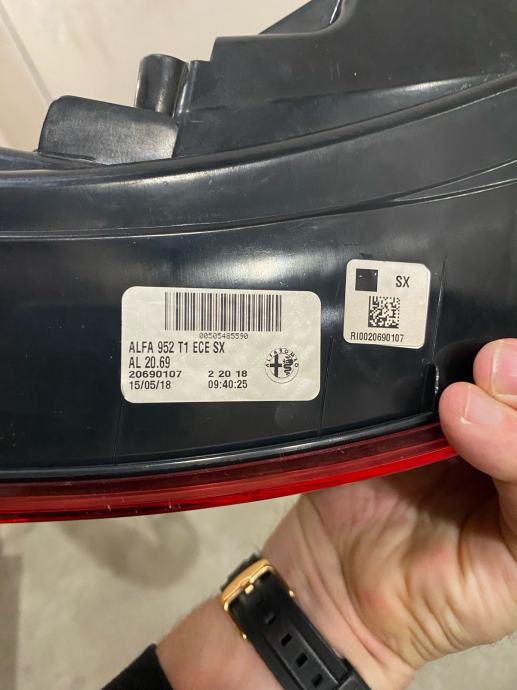 00505485590
ALFA 952 T1 ECE SX
AL 20.69
20690107 2 20 18
15/05/18 09:40:25
SX
RI0020690107